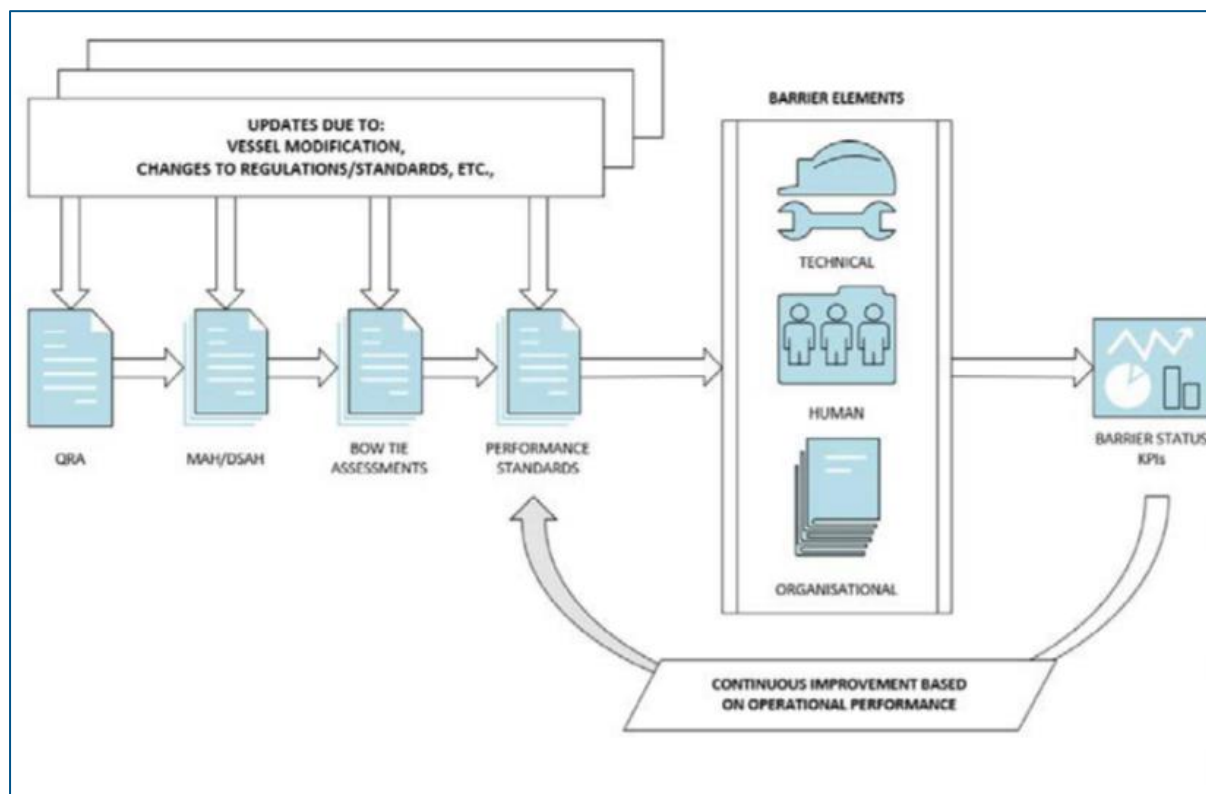 UPDATES DUE TO:
VESSEL MODIFICATION,
CHANGES TO REGULATIONS/STANDARDS, ETC.,
BARRIER ELEMENTS
TECHNICAL
HUMAN
ORGANISATIONAL
QRA
MAH/DSAH
BOW TIE
ASSESSMENTS
PERFORMANCE
STANDARDS
BARRIER STATUS
KPIs
CONTINUOUS IMPROVEMENT BASED
ON OPERATIONAL PERFORMANCE